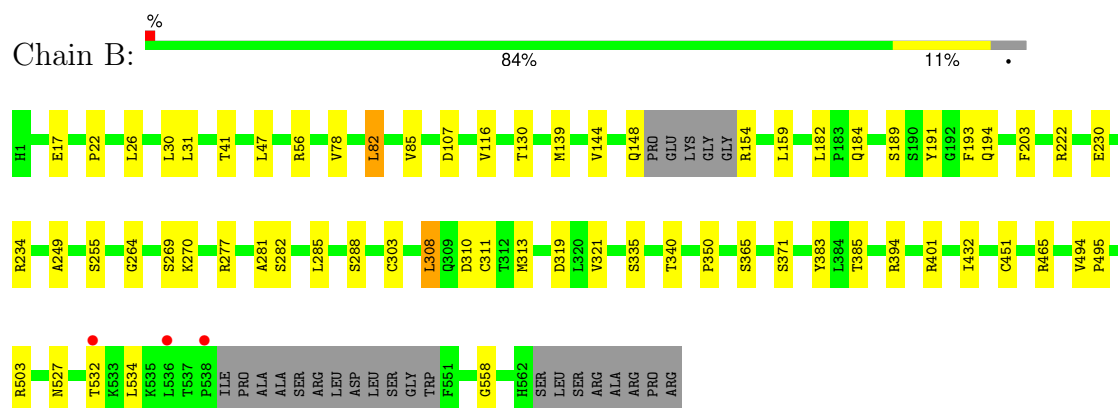 %
Chain B:
84% 11% •
H1 E17 P22 L26 L30 L31 T41 L47 R56 V78 L82 V85 D107 V116 T130 M139 V144 Q148 PRO GLU LYS GLY GLY R154 L159 L182 P183 Q184 S189 S190 Y191 G192 F193 Q194 F203 R222 E230
R234 A249 S255 G264 S269 K270 R277 A281 S282 L285 S288 C303 L308 Q309 D310 C311 T312 M313 D319 L320 V321 S335 T340 P350 S365 S371 Y383 L384 T385 R394 R401 I432 C451 R465 V494 P495
R503 N527 T532 K533 L534 K535 L536 T537 P538 ILE PRO ALA ALA SER ARG LEU ASP LEU SER GLY TRP F551 G558 H562 SER LEU SER ARG ALA ARG PRO ARG